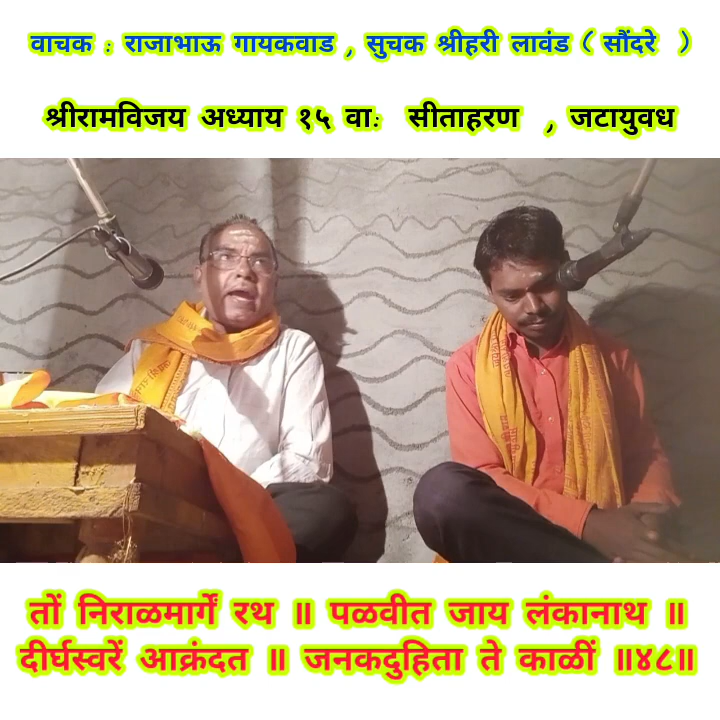 वाचक : राजाभाऊ गायकवाड , सुचक श्रीहरी लावंड ( सौंदरे )
श्रीरामविजय अध्याय १५ वा: सीताहरण , जटायुवध
तों निराळमार्गें रथ ॥ पळवीत जाय लंकानाथ ॥
दीर्घस्वरें आक्रंदत ॥ जनकदुहिता ते काळीं ॥४८॥